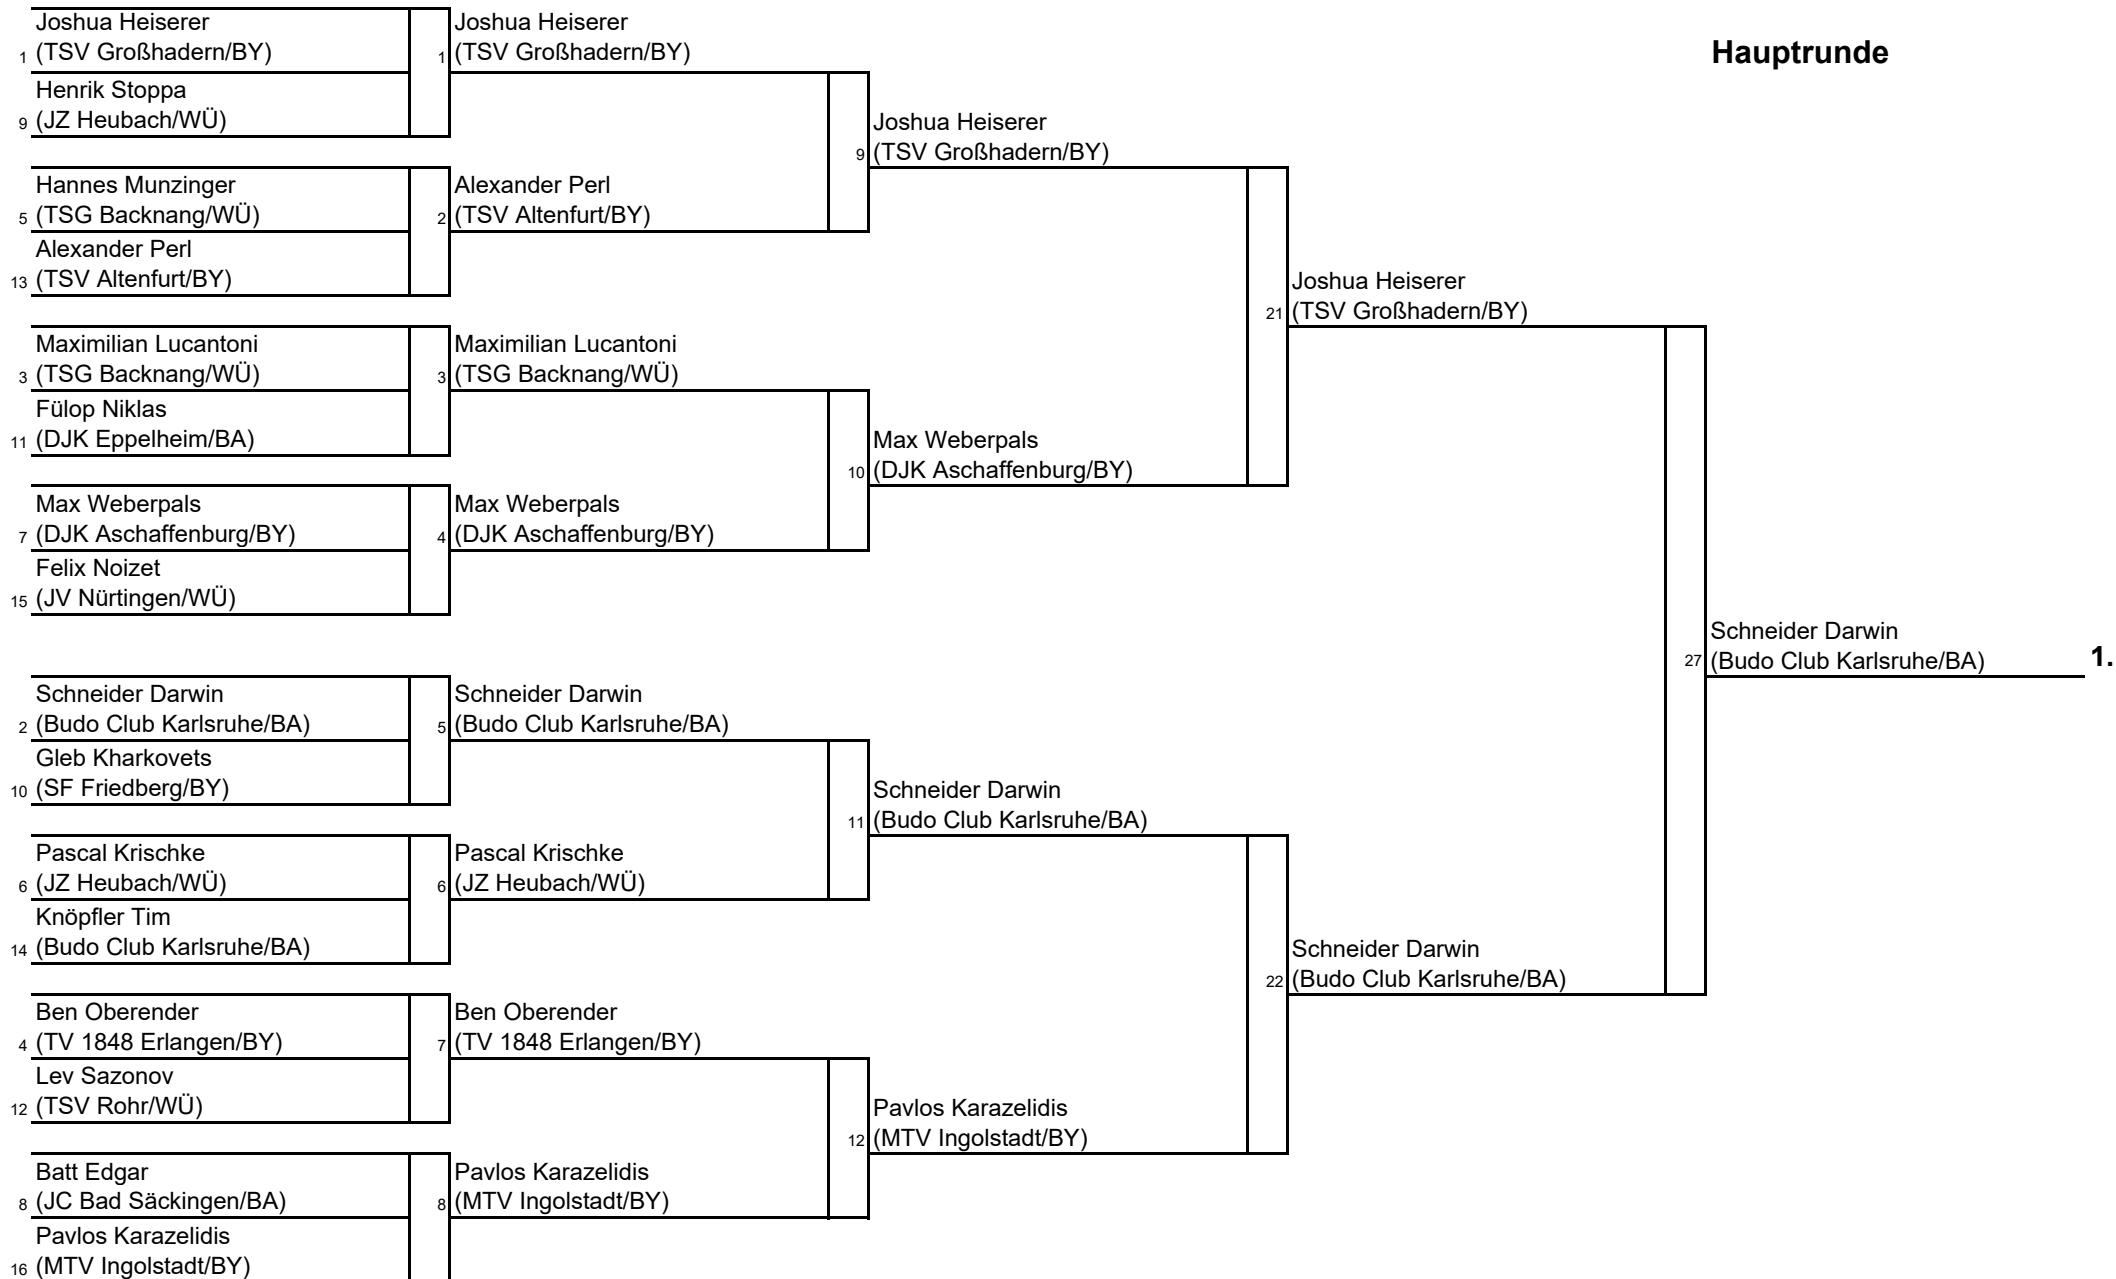 Hauptrunde
Joshua Heiserer
1 (TSV Großhadern/BY)
Henrik Stoppa
9 (JZ Heubach/WÜ)
Hannes Munzinger
5 (TSG Backnang/WÜ)
Alexander Perl
13 (TSV Altenfurt/BY)
Maximilian Lucantoni
3 (TSG Backnang/WÜ)
Fülop Niklas
11 (DJK Eppelheim/BA)
Max Weberpals
7 (DJK Aschaffenburg/BY)
Felix Noizet
15 (JV Nürtingen/WÜ)
Schneider Darwin
2 (Budo Club Karlsruhe/BA)
Gleb Kharkovets
10 (SF Friedberg/BY)
Pascal Krischke
6 (JZ Heubach/WÜ)
Knöpfler Tim
14 (Budo Club Karlsruhe/BA)
Ben Oberender
4 (TV 1848 Erlangen/BY)
Lev Sazonov
12 (TSV Rohr/WÜ)
Batt Edgar
8 (JC Bad Säckingen/BA)
Pavlos Karazelidis
16 (MTV Ingolstadt/BY)
Joshua Heiserer
1 (TSV Großhadern/BY)
Alexander Perl
2 (TSV Altenfurt/BY)
Maximilian Lucantoni
3 (TSG Backnang/WÜ)
Max Weberpals
4 (DJK Aschaffenburg/BY)
Schneider Darwin
5 (Budo Club Karlsruhe/BA)
Pascal Krischke
6 (JZ Heubach/WÜ)
Ben Oberender
7 (TV 1848 Erlangen/BY)
Pavlos Karazelidis
8 (MTV Ingolstadt/BY)
Joshua Heiserer
9 (TSV Großhadern/BY)
Max Weberpals
10 (DJK Aschaffenburg/BY)
Schneider Darwin
11 (Budo Club Karlsruhe/BA)
Pavlos Karazelidis
12 (MTV Ingolstadt/BY)
Joshua Heiserer
21 (TSV Großhadern/BY)
Schneider Darwin
22 (Budo Club Karlsruhe/BA)
Schneider Darwin
27 (Budo Club Karlsruhe/BA) 1.